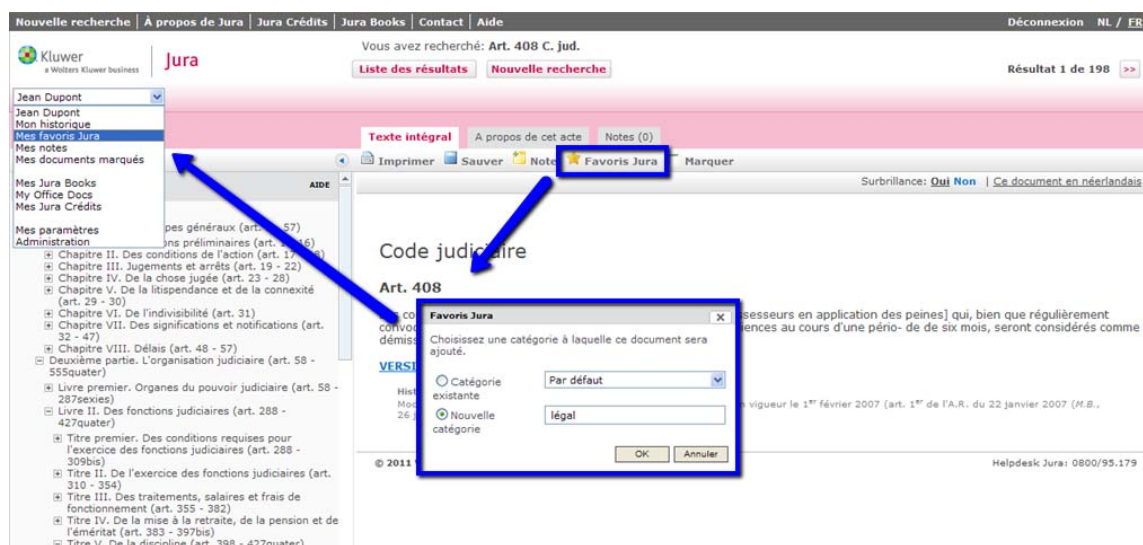 Nouvelle recherche | À propos de Jura | Jura Crédits | Jura Books | Contact | Aide
Déconnexion NL / FR
Kluwer
a Wolters Kluwer business
Jura
Vous avez recherché: Art. 408 C. jud.
Liste des résultats Nouvelle recherche
Résultat 1 de 198 >>
Jean Dupont
Jean Dupont
Mon historique
Mes favoris Jura
Mes notes
Mes documents marqués
Mes Jura Books
My Office Docs
Mes Jura Crédits
Mes paramètres
Administration
Texte intégral A propos de cet acte Notes (0)
Imprimer Sauver Note Favoris Jura Marquer
AIDE
Surbrillance: Oui Non | Ce document en néerlandais
pes généraux (art. 57)
ons préliminaires (art. 16)
Chapitre II. Des conditions de l'action (art. 17
Chapitre III. Jugements et arrêts (art. 19 - 22)
Chapitre IV. De la chose jugée (art. 23 - 28)
Chapitre V. De la litispendance et de la connexité
(art. 29 - 30)
Chapitre VI. De l'indivisibilité (art. 31)
Chapitre VII. Des significations et notifications (art.
32 - 47)
Chapitre VIII. Délais (art. 48 - 57)
Deuxième partie. L'organisation judiciaire (art. 58 -
555quater)
Livre premier. Organes du pouvoir judiciaire (art. 58 -
287sexies)
Livre II. Des fonctions judiciaires (art. 288 -
427quater)
Titre premier. Des conditions requises pour
l'exercice des fonctions judiciaires (art. 288 -
309bis)
Titre II. De l'exercice des fonctions judiciaires (art.
310 - 354)
Titre III. Des traitements, salaires et frais de
fonctionnement (art. 355 - 382)
Titre IV. De la mise à la retraite, de la pension et de
l'éméritat (art. 383 - 397bis)
Titre V. De la discipline (art. 398 - 427quater)
Code judiciaire
Art. 408
sesseurs en application des peines] qui, bien que régulièrement
convo ences au cours d'une pério- de de six mois, seront considérés comme
démiss
VERSI
Hist
Mod n vigueur le 1er février 2007 (art. 1er de l'A.R. du 22 janvier 2007 (M.B.,
26 j
Favoris Jura x
Choisissez une catégorie à laquelle ce document sera
ajouté.
Catégorie
existante
Par défaut
Nouvelle
catégorie
légal
OK Annuler
© 2011
Helpdesk Jura: 0800/95.179